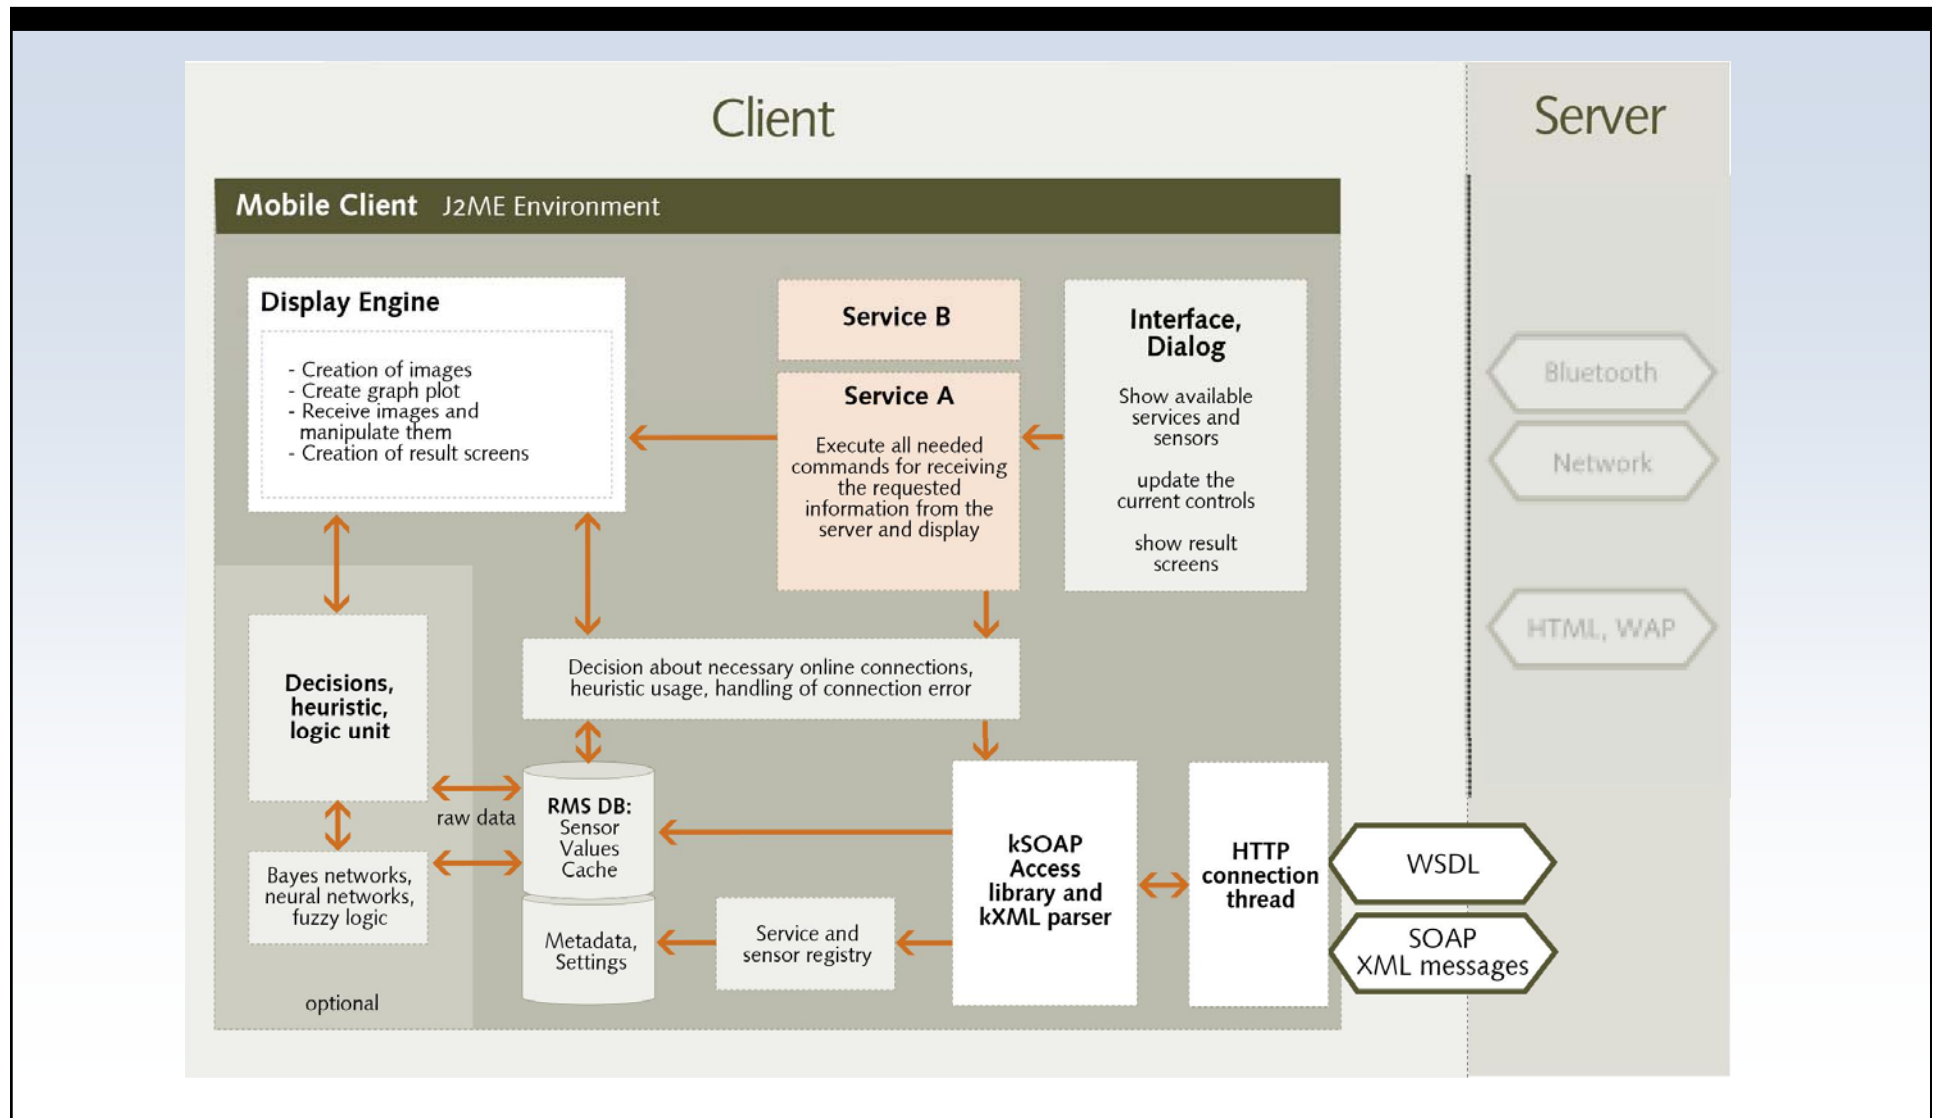 Client
Server
Mobile Client J2ME Environment
Display Engine
- Creation of images
- Create graph plot
- Receive images and
manipulate them
- Creation of result screens
Service B
Service A
Execute all needed
commands for receiving
the requested
information from the
server and display
Interface,
Dialog
Show available
services and
sensors
update the
current controls
show result
screens
Bluetooth
Network
HTML, WAP
Decisions,
heuristic,
logic unit
Decision about necessary online connections,
heuristic usage, handling of connection error
raw data
RMS DB:
Sensor
Values
Cache
Bayes networks,
neural networks,
fuzzy logic
optional
Metadada,
Settings
Service and
sensor registry
kSOAP
Access
library and
kXML parser
HTTP
connection
thread
WSDL
SOAP
XML messages